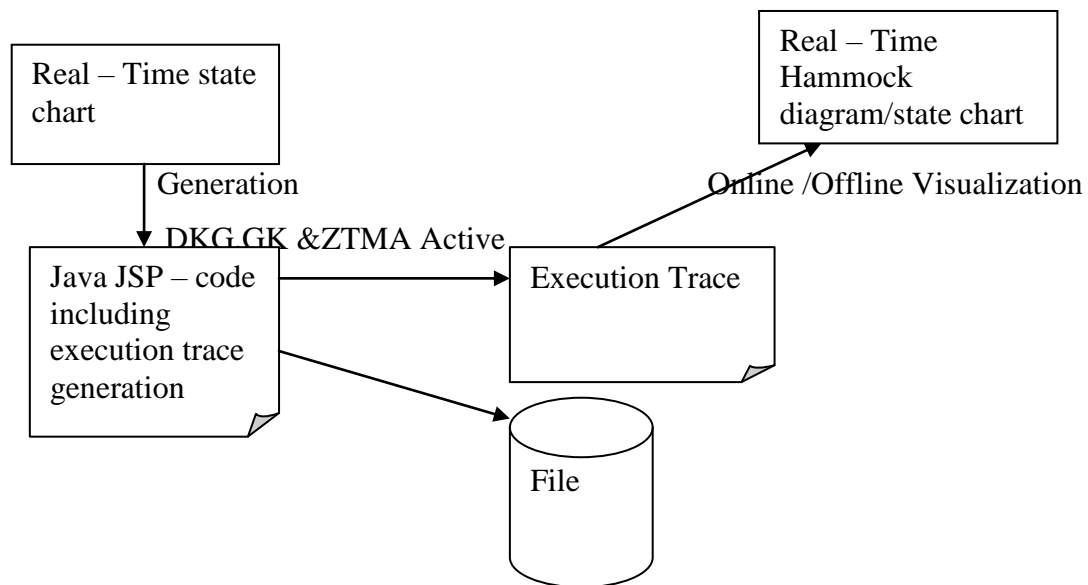 Real – Time state
chart
Real – Time
Hammock
diagram/state chart
Generation
Online /Offline Visualization
DKG,GK &ZTMA Active
Java JSP – code
including
execution trace
generation
Execution Trace
File